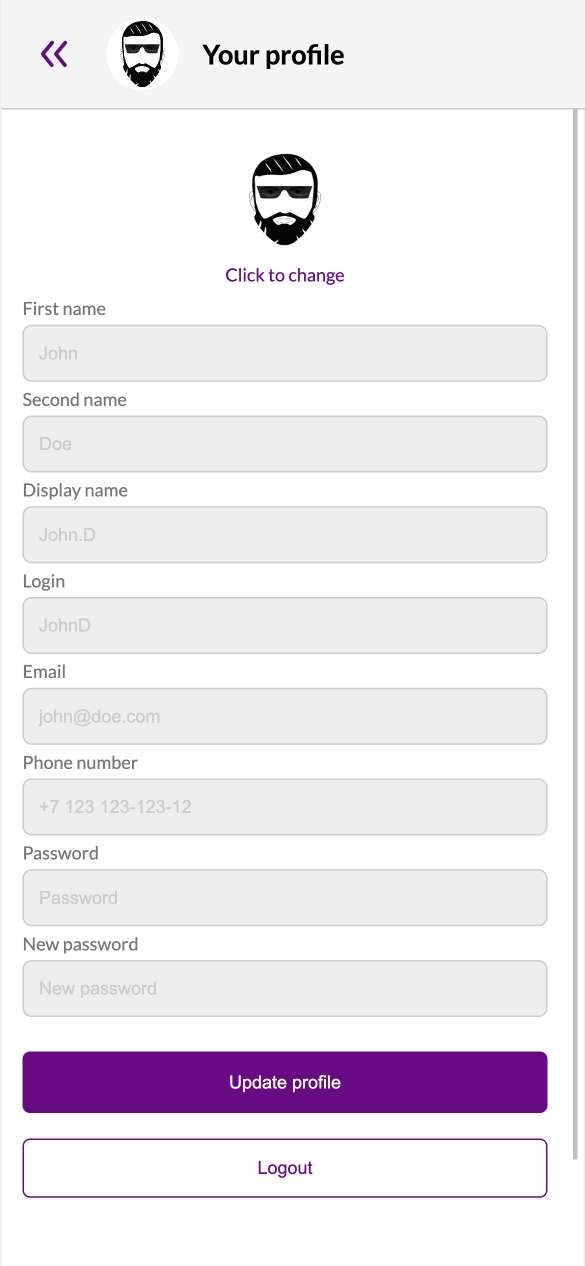 Your profile
Click to change
First name
John
Second name
Doe
Display name
John.D
Login
JohnD
Email
john@doe.com
Phone number
+7 123 123-123-12
Password
Password
New password
New password
Update profile
Logout